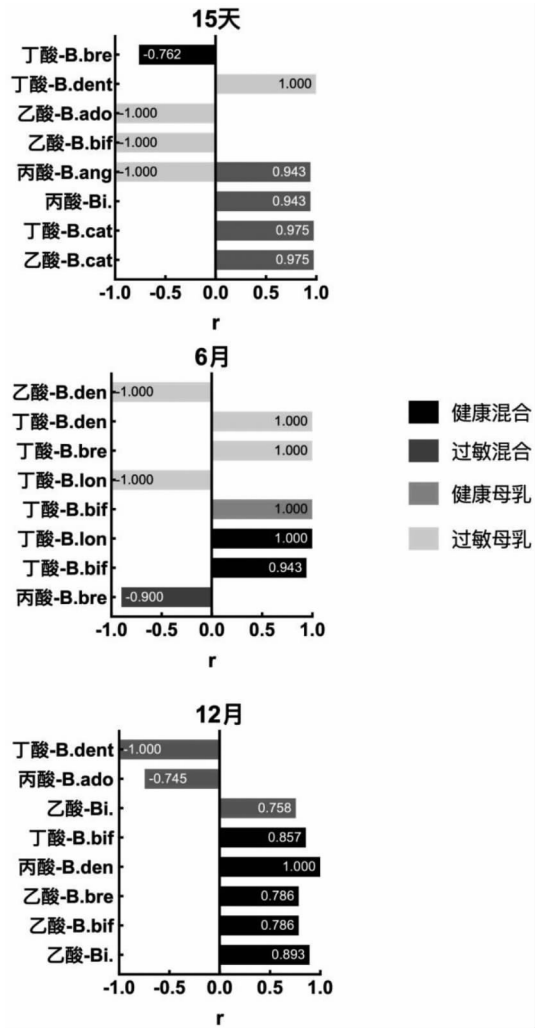 15天
丁酸-B.bre -0.762
丁酸-B.dent 1.000
乙酸-B.ado -1.000
乙酸-B.bif -1.000
丙酸-B.ang -1.000 0.943
丙酸-Bi. 0.943
丁酸-B.cat 0.975
乙酸-B.cat 0.975
-1.0 -0.5 0.0 0.5 1.0
r
6月
乙酸-B.den -1.000
丁酸-B.den 1.000
丁酸-B.bre 1.000
丁酸-B.lon -1.000
丁酸-B.bif 1.000
丁酸-B.lon 1.000
丁酸-B.bif 0.943
丙酸-B.bre -0.900
-1.0 -0.5 0.0 0.5 1.0
r
健康混合
过敏混合
健康母乳
过敏母乳
12月
丁酸-B.dent -1.000
丙酸-B.ado -0.745
乙酸-Bi. 0.758
丁酸-B.bif 0.857
丙酸-B.den 1.000
乙酸-B.bre 0.786
乙酸-B.bif 0.786
乙酸-Bi. 0.893
-1.0 -0.5 0.0 0.5 1.0
r